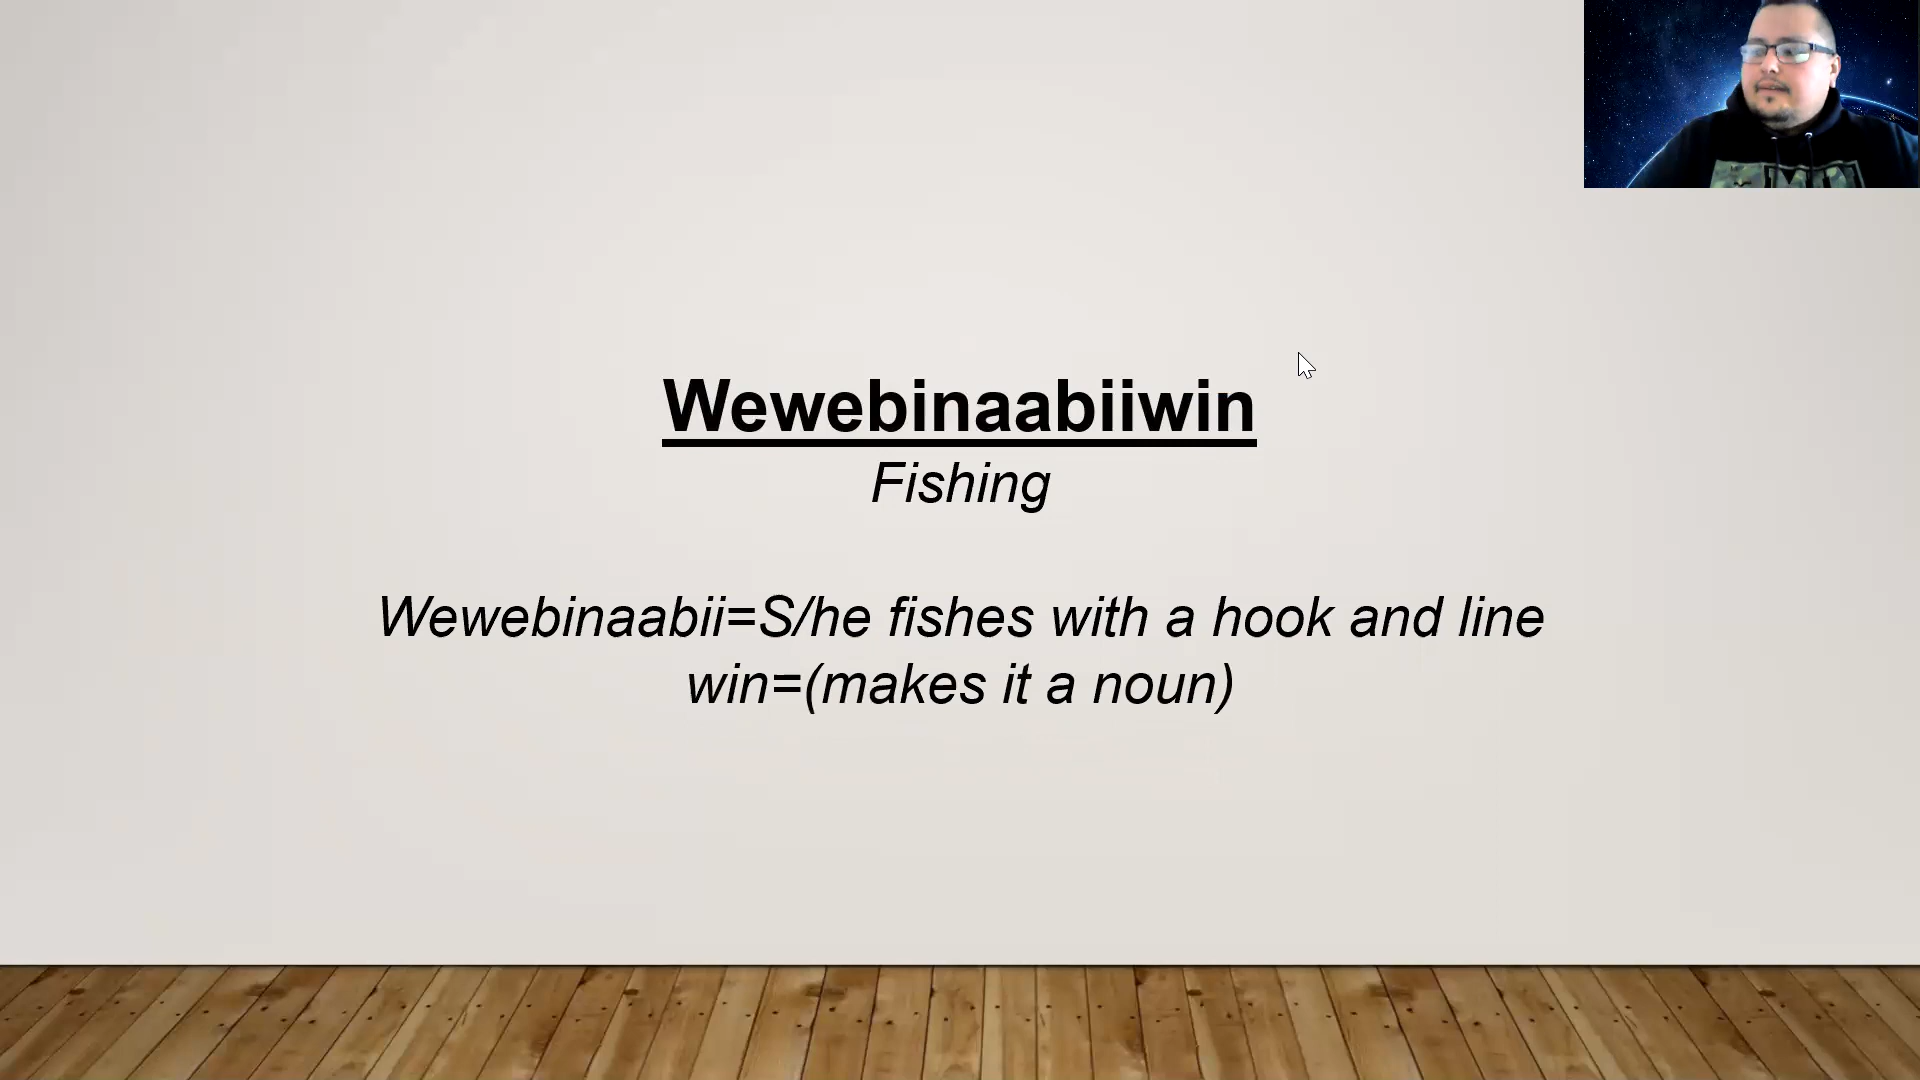 Wewebinaabiiwin
Fishing
Wewebinaabii=S/he fishes with a hook and line
win=(makes it a noun)